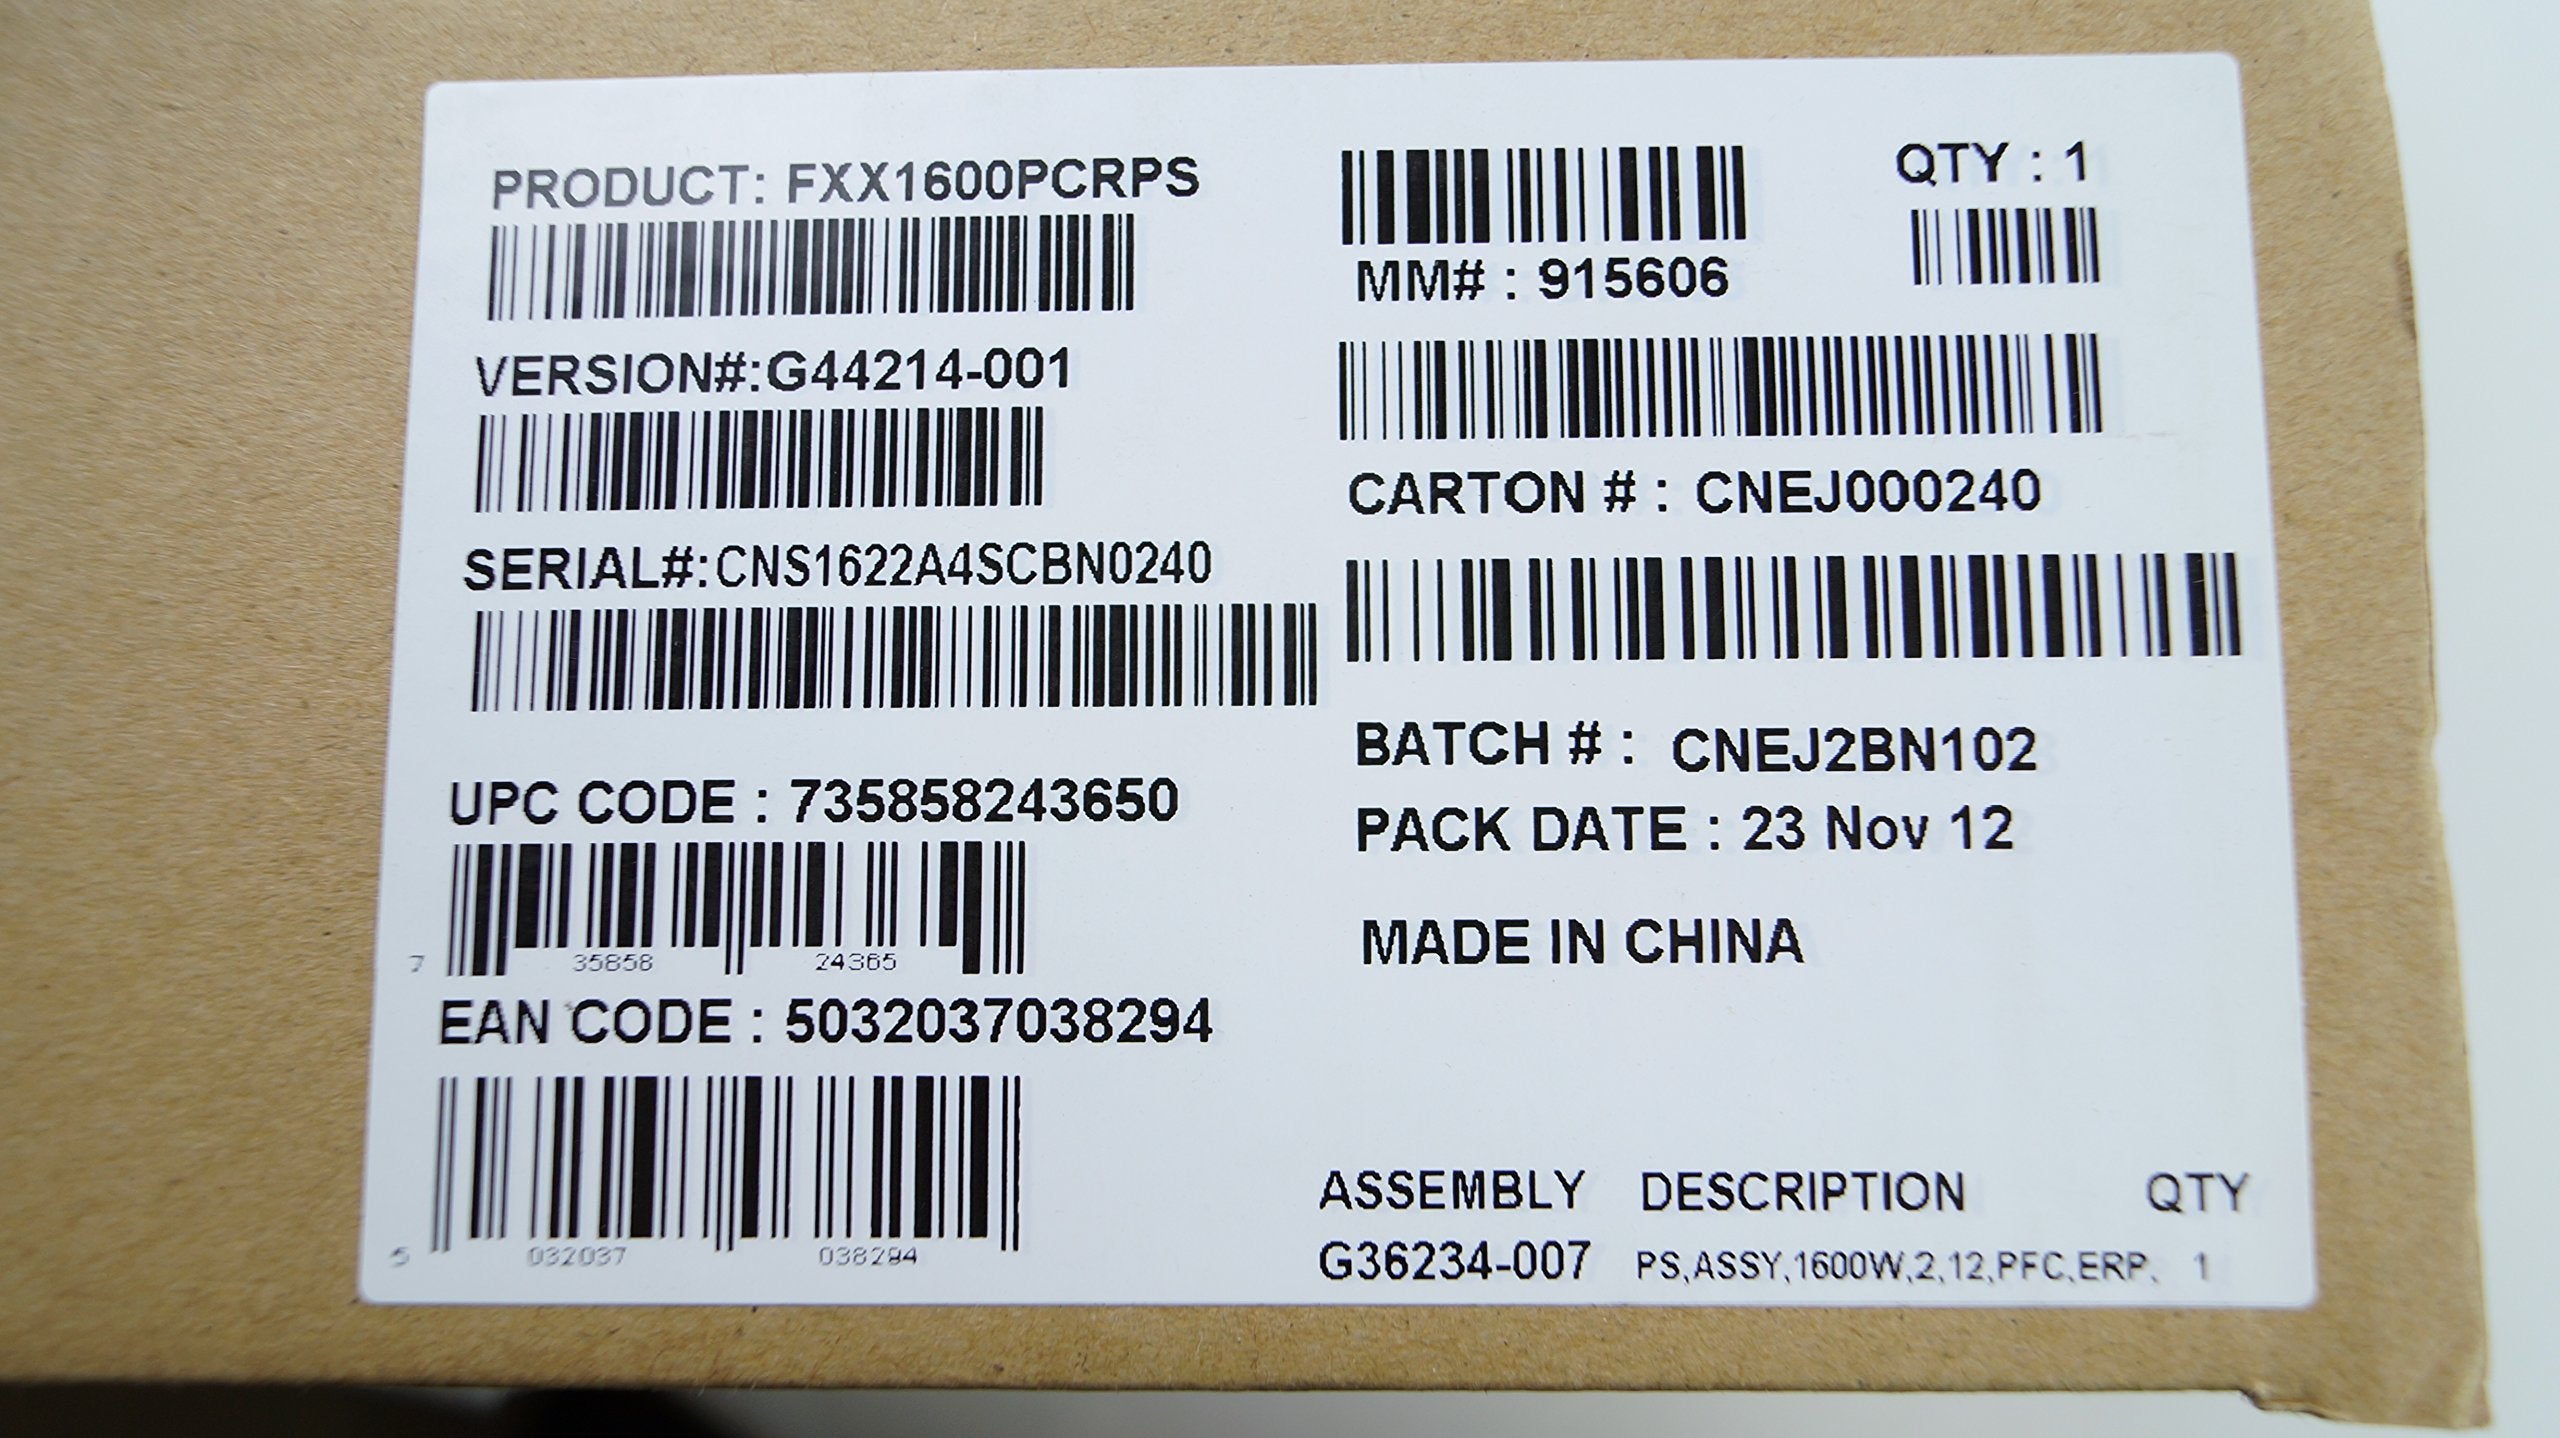 PRODUCT: FXX1600PCRPS
VERSION#:G44214-001
SERIAL#:CNS1622A4SCBN0240
UPC CODE : 735858243650
7 35858 24365
EAN CODE : 5032037038294
5 032037 038294
QTY : 1
MM# : 915606
CARTON # : CNEJ000240
BATCH # : CNEJ2BN102
PACK DATE : 23 Nov 12
MADE IN CHINA
ASSEMBLY DESCRIPTION QTY
G36234-007 PS,ASSY,1600W,2,12,PFC,ERP, 1